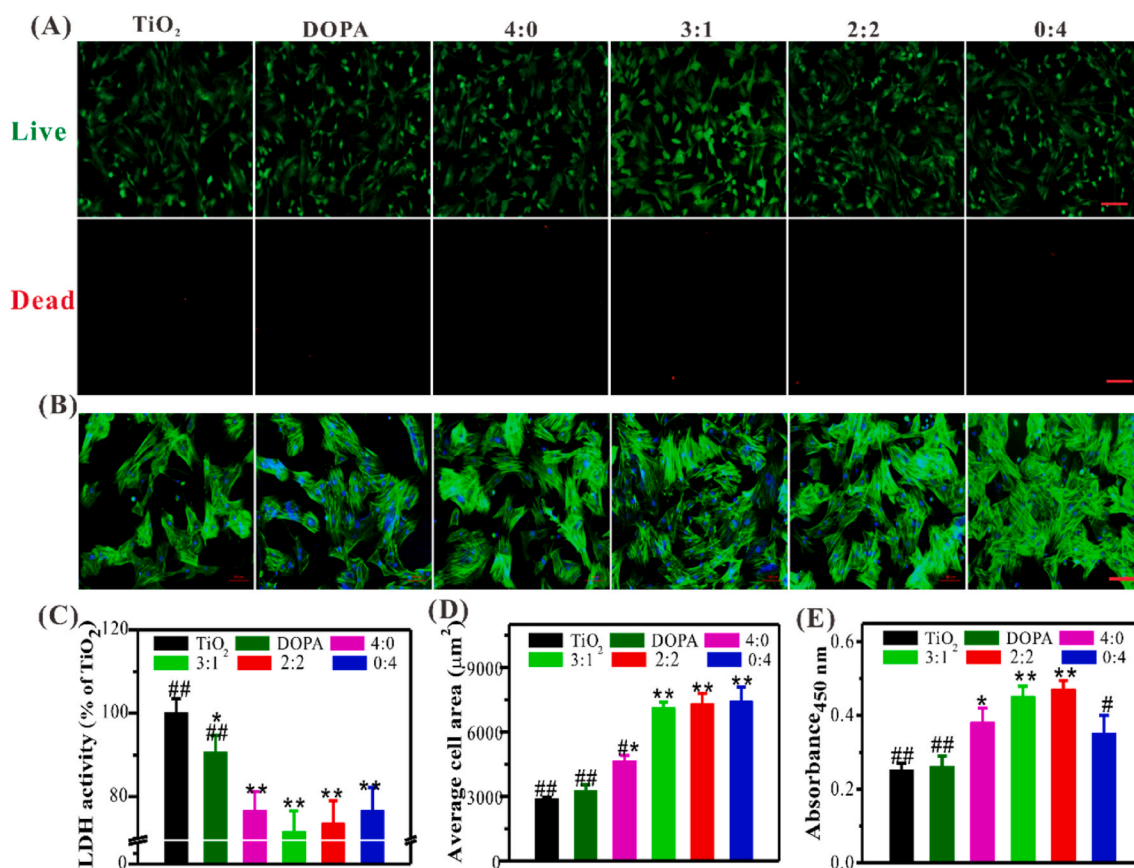 (A)
TiO2 DOPA 4:0 3:1 2:2 0:4
Live
Dead
(B)
(C)
LDH activity (% of TiO2)
120
100
80
0
TiO2 DOPA 4:0
3:1 2:2 0:4
## * ## ** ** ** **
(D)
Average cell area (μm2)
9000
6000
3000
0
TiO2 DOPA 4:0
3:1 2:2 0:4
## ## #* ** ** **
(E)
Absorbance450 nm
0.6
0.4
0.2
0.0
TiO2 DOPA 4:0
3:1 2:2 0:4
## ## * ** ** #